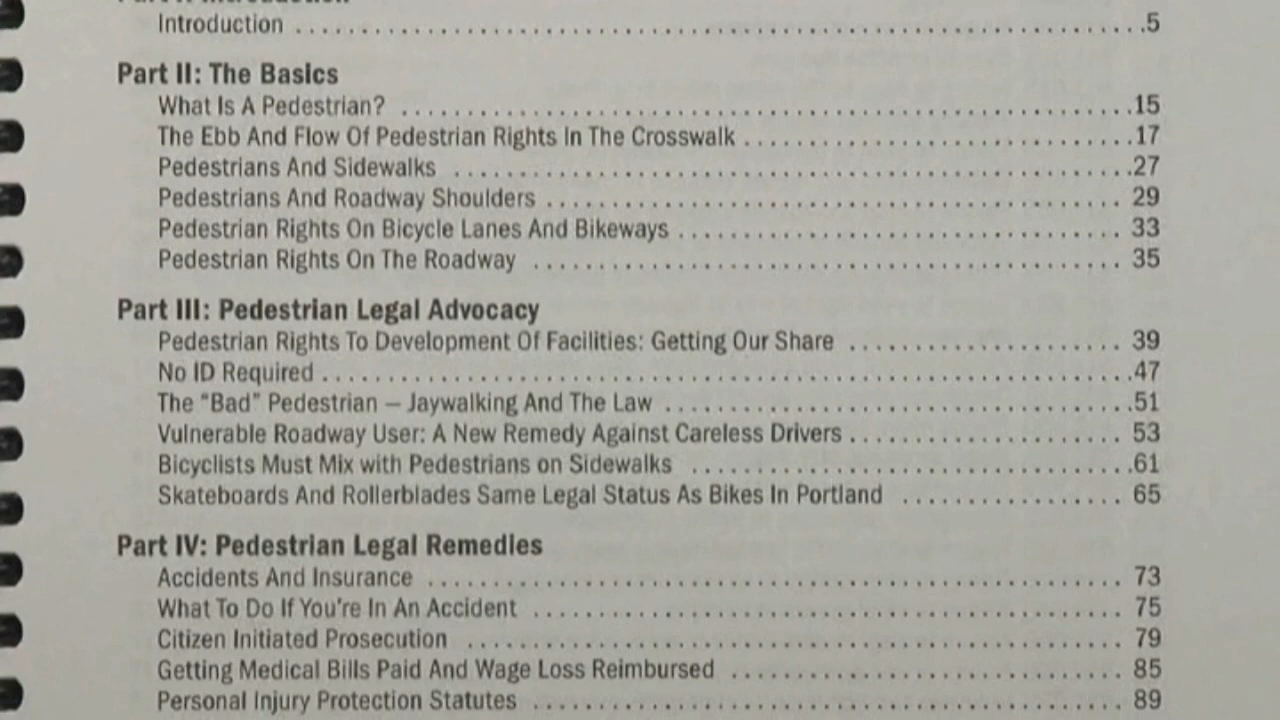 Introduction . . . . . . . . . . . . . . . . . . . . . . . . . . . . . . 5
Part II: The Basics
What Is A Pedestrian? . . . . . . . . . . . . . . . . . . . . 15
The Ebb And Flow Of Pedestrian Rights In The Crosswalk . . . . . . . . . . 17
Pedestrians And Sidewalks . . . . . . . . . . . . . . . . . . . . 27
Pedestrians And Roadway Shoulders . . . . . . . . . . . . . . . . . . . . 29
Pedestrian Rights On Bicycle Lanes And Bikeways . . . . . . . . . . . . . . . 33
Pedestrian Rights On The Roadway . . . . . . . . . . . . . . . . . . . . 35
Part III: Pedestrian Legal Advocacy
Pedestrian Rights To Development Of Facilities: Getting Our Share . . . . . . . . . . 39
No ID Required . . . . . . . . . . . . . . . . . . . . . . . . . 47
The “Bad” Pedestrian – Jaywalking And The Law . . . . . . . . . . . . . . . 51
Vulnerable Roadway User: A New Remedy Against Careless Drivers . . . . . . . . . . 53
Bicyclists Must Mix with Pedestrians on Sidewalks . . . . . . . . . . . . . . . 61
Skateboards And Rollerblades Same Legal Status As Bikes In Portland . . . . . . . . 65
Part IV: Pedestrian Legal Remedies
Accidents And Insurance . . . . . . . . . . . . . . . . . . . . 73
What To Do If You’re In An Accident . . . . . . . . . . . . . . . . . . . . 75
Citizen Initiated Prosecution . . . . . . . . . . . . . . . . . . . . 79
Getting Medical Bills Paid And Wage Loss Reimbursed . . . . . . . . . . . . . 85
Personal Injury Protection Statutes . . . . . . . . . . . . . . . . . . . . 89